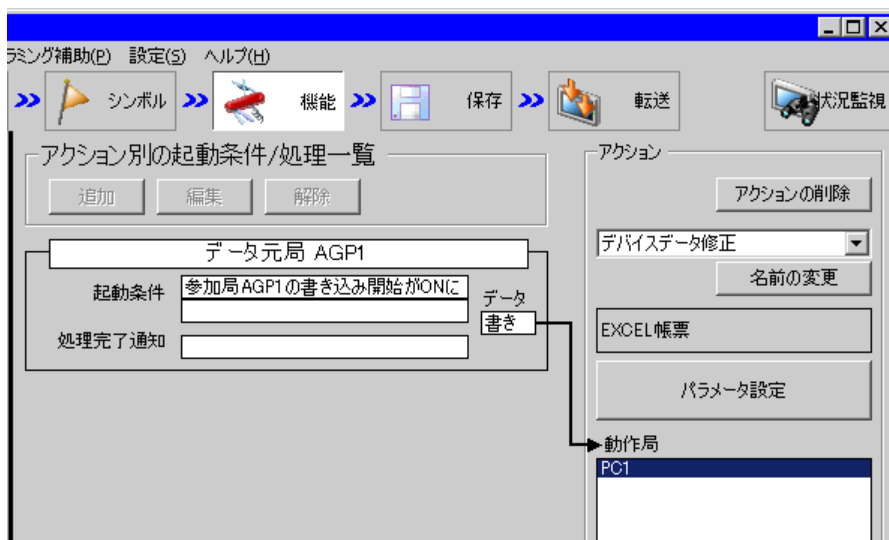 ラミング補助(P) 設定(S) ヘルプ(H)
シンボル 機能 保存 転送 状況監視
アクション別の起動条件/処理一覧
追加 編集 解除
データ元局 AGP1
起動条件 参加局AGP1の書き込み開始がONに
データ
書き
処理完了通知
アクション
アクションの削除
デバイスデータ修正
名前の変更
EXCEL帳票
パラメータ設定
動作局
PC1